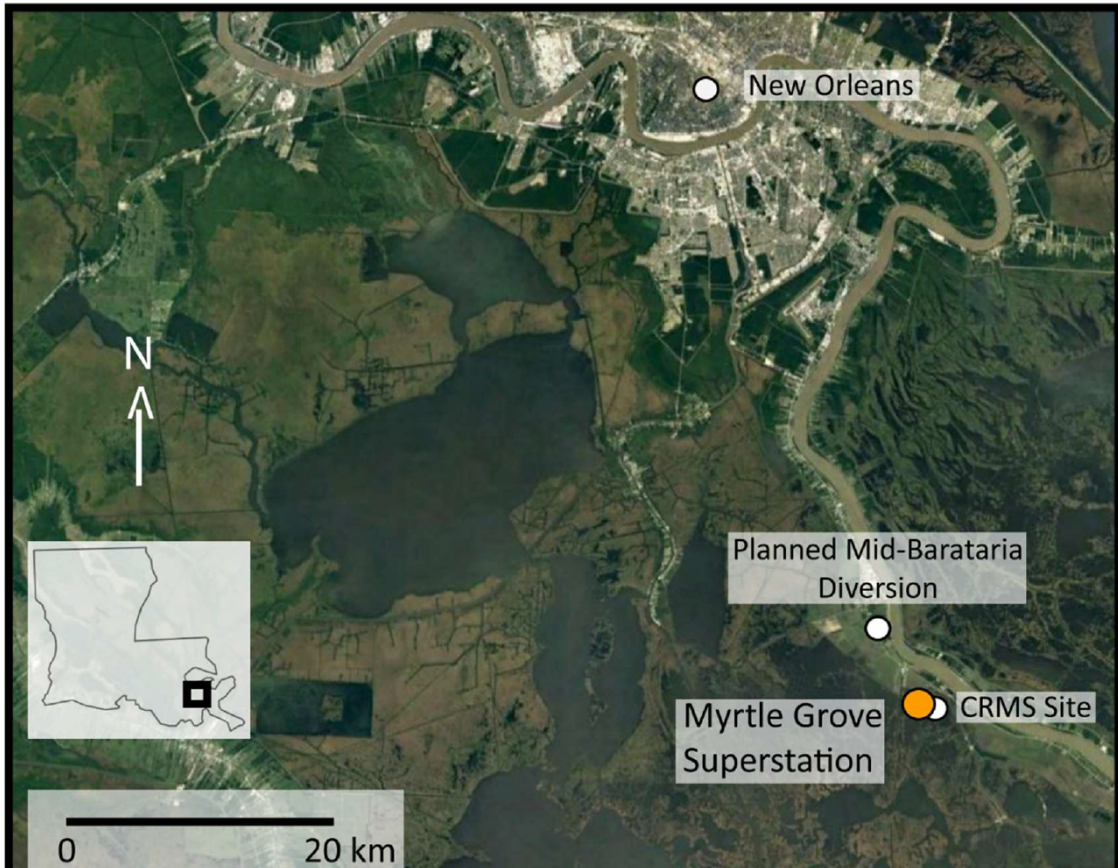 New Orleans
N
Planned Mid-Barataria
Diversion
Myrtle Grove
Superstation
CRMS Site
0 20 km